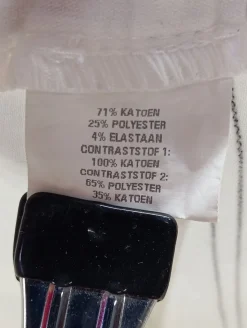 71% KATOEN
25% POLYESTER
4% ELASTAAN
CONTRASTSTOF 1:
100% KATOEN
CONTRASTSTOF 2:
65% POLYESTER
35% KATOEN